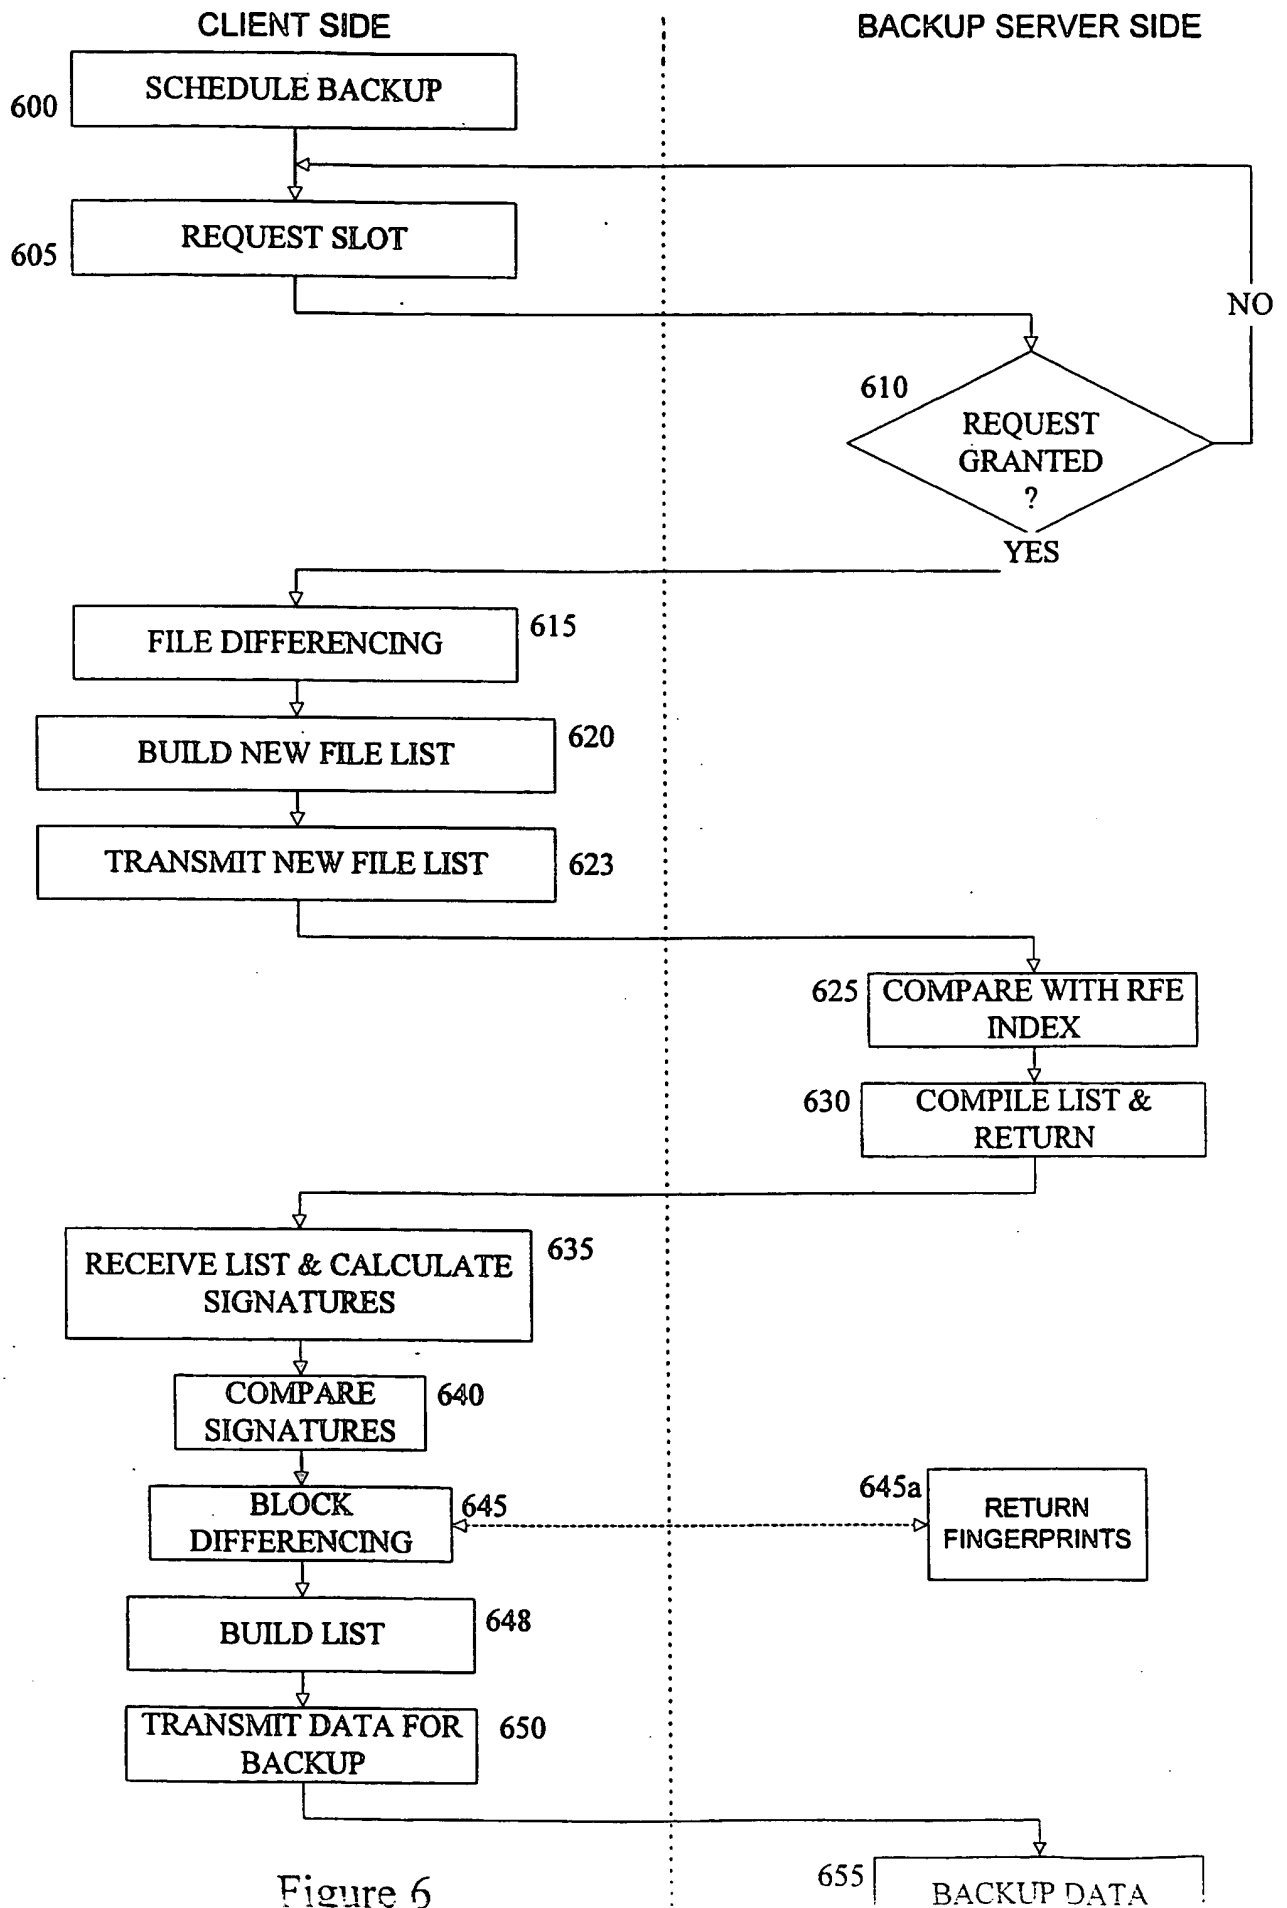 CLIENT SIDE
BACKUP SERVER SIDE
600
SCHEDULE BACKUP
605
REQUEST SLOT
NO
610
REQUEST
GRANTED
?
YES
FILE DIFFERENCING
615
BUILD NEW FILE LIST
620
TRANSMIT NEW FILE LIST
623
625
COMPARE WITH RFE
INDEX
630
COMPILE LIST &
RETURN
RECEIVE LIST & CALCULATE
SIGNATURES
635
COMPARE
SIGNATURES
640
BLOCK
DIFFERENCING
645
645a
RETURN
FINGERPRINTS
BUILD LIST
648
TRANSMIT DATA FOR
BACKUP
650
655
BACKUP DATA
Figure 6